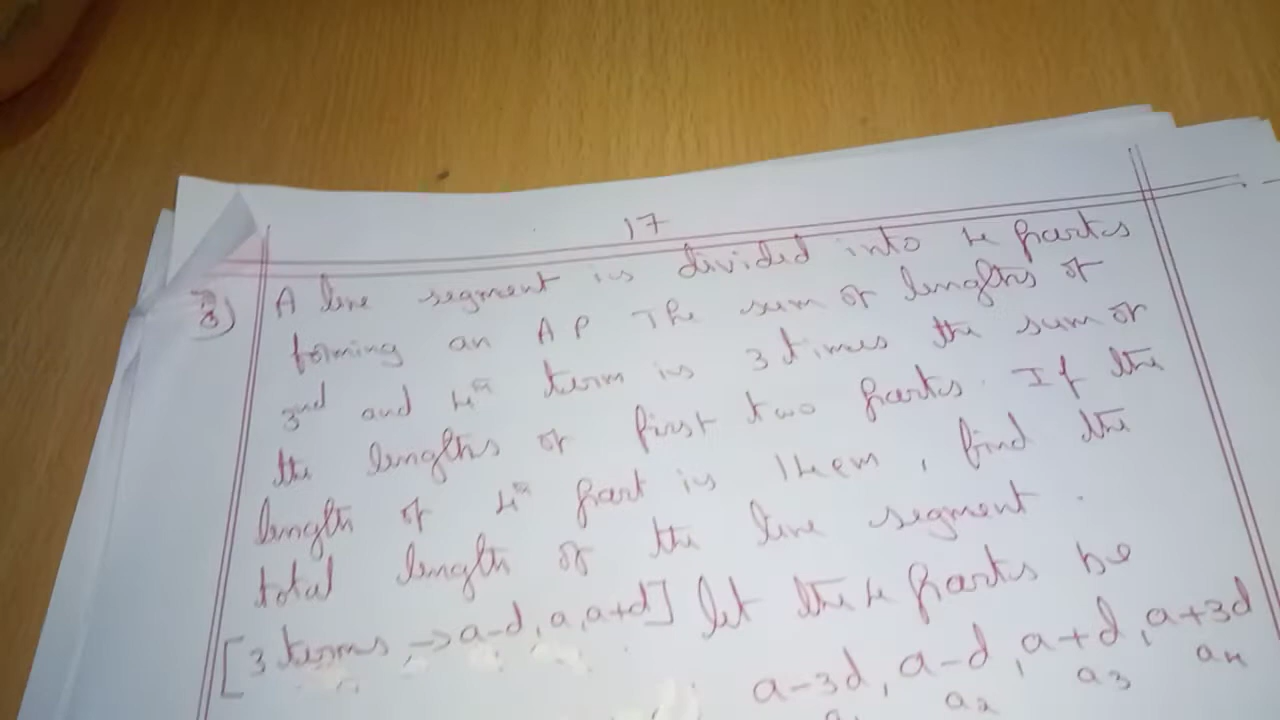 17
3) A line segment is divided into 4 parts
forming an AP The sum of lengths of
3nd and 4th term is 3 times the sum of
the lengths of first two parts. If the
length of 4th part is 14cm, find the
total length of the line segment.
[3 terms, → a-d, a, a+d] let the 4 parts be
a-3d, a-d, a+d, a+3d
a2 a3 a4